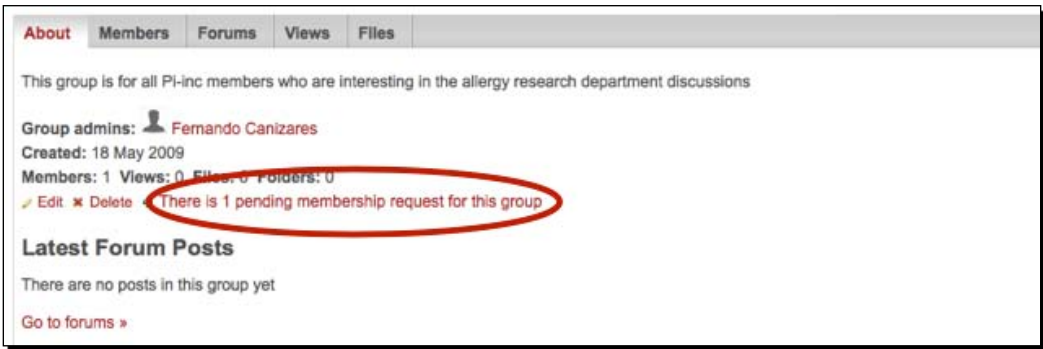 About Members Forums Views Files
This group is for all Pi-inc members who are interesting in the allergy research department discussions
Group admins: Fernando Canizares
Created: 18 May 2009
Members: 1 Views: 0 Files: 0 Folders: 0
Edit Delete There is 1 pending membership request for this group
Latest Forum Posts
There are no posts in this group yet
Go to forums »